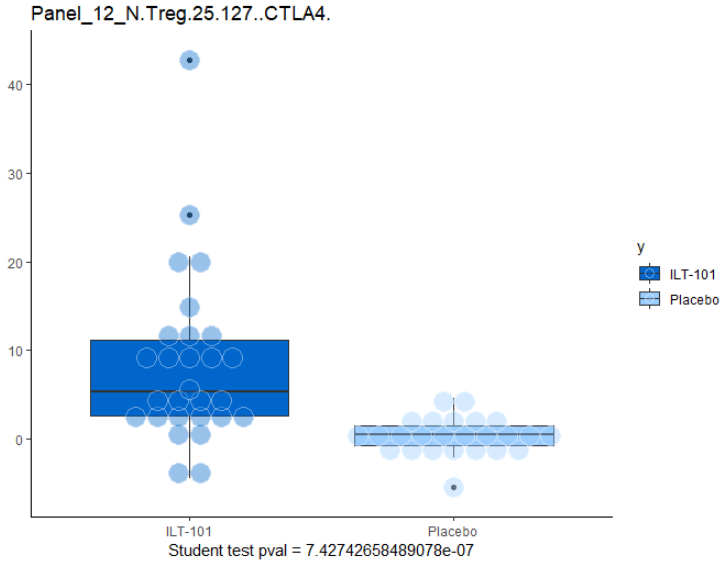 Panel_12_N.Treg.25.127..CTLA4.
40
30
20
10
0
ILT-101
Placebo
Student test pval = 7.42742658489078e-07
y
ILT-101
Placebo